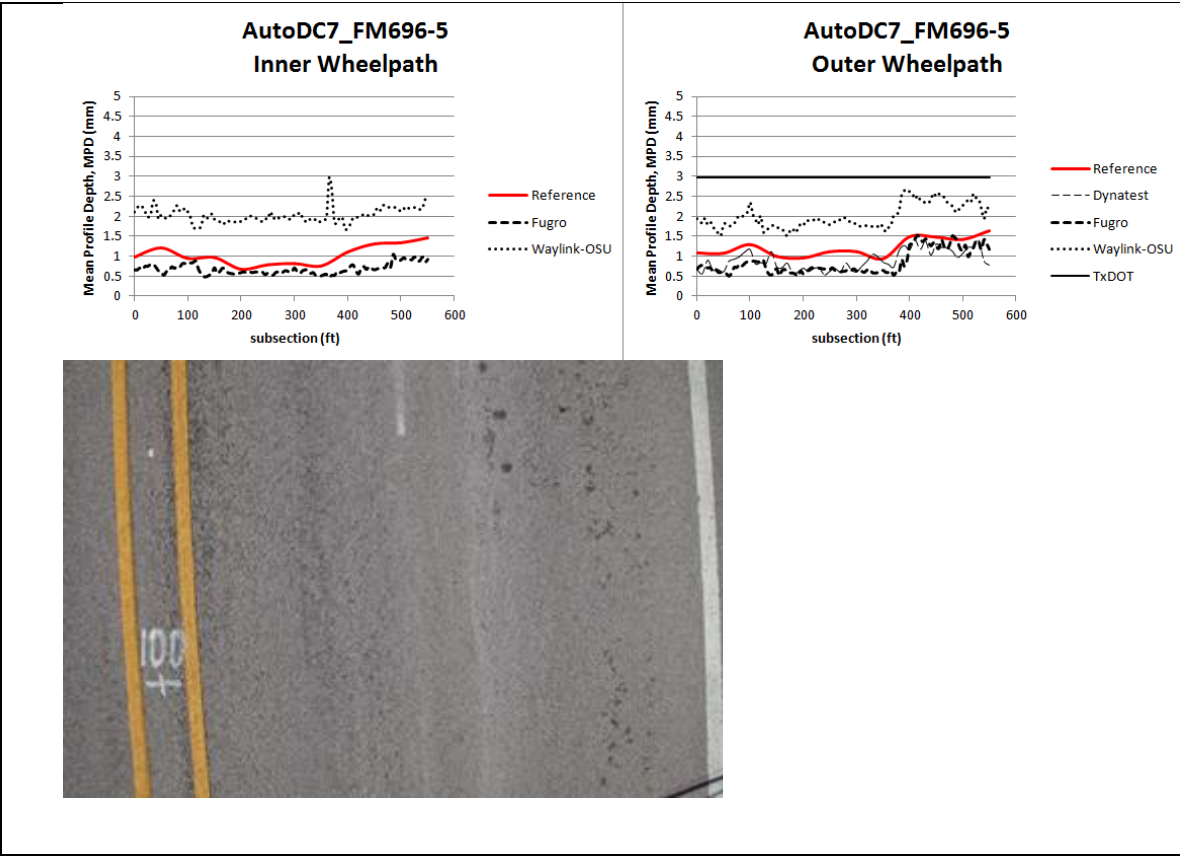 AutoDC7_FM696-5
Inner Wheelpath
Mean Profile Depth, MPD (mm)
5
4.5
4
3.5
3
2.5
2
1.5
1
0.5
0
0 100 200 300 400 500 600
subsection (ft)
Reference
Fugro
Waylink-OSU
AutoDC7_FM696-5
Outer Wheelpath
Mean Profile Depth, MPD (mm)
5
4.5
4
3.5
3
2.5
2
1.5
1
0.5
0
0 100 200 300 400 500 600
subsection (ft)
Reference
Dynatest
Fugro
Waylink-OSU
TxDOT
100